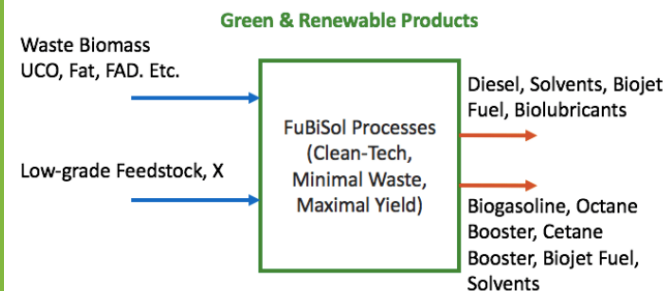 Green & Renewable Products
Waste Biomass
UCO, Fat, FAD. Etc.
Low-grade Feedstock, X
FuBiSol Processes
(Clean-Tech,
Minimal Waste,
Maximal Yield)
Diesel, Solvents, Biojet
Fuel, Biolubricants
Biogasoline, Octane
Booster, Cetane
Booster, Biojet Fuel,
Solvents